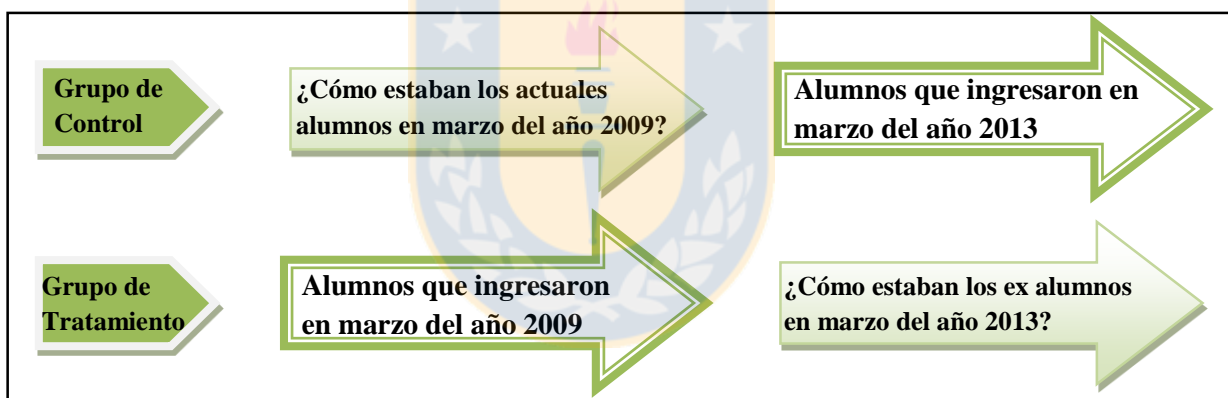 Grupo de
Control
¿Cómo estaban los actuales
alumnos en marzo del año 2009?
Alumnos que ingresaron en
marzo del año 2013
Grupo de
Tratamiento
Alumnos que ingresaron
en marzo del año 2009
¿Cómo estaban los ex alumnos
en marzo del año 2013?